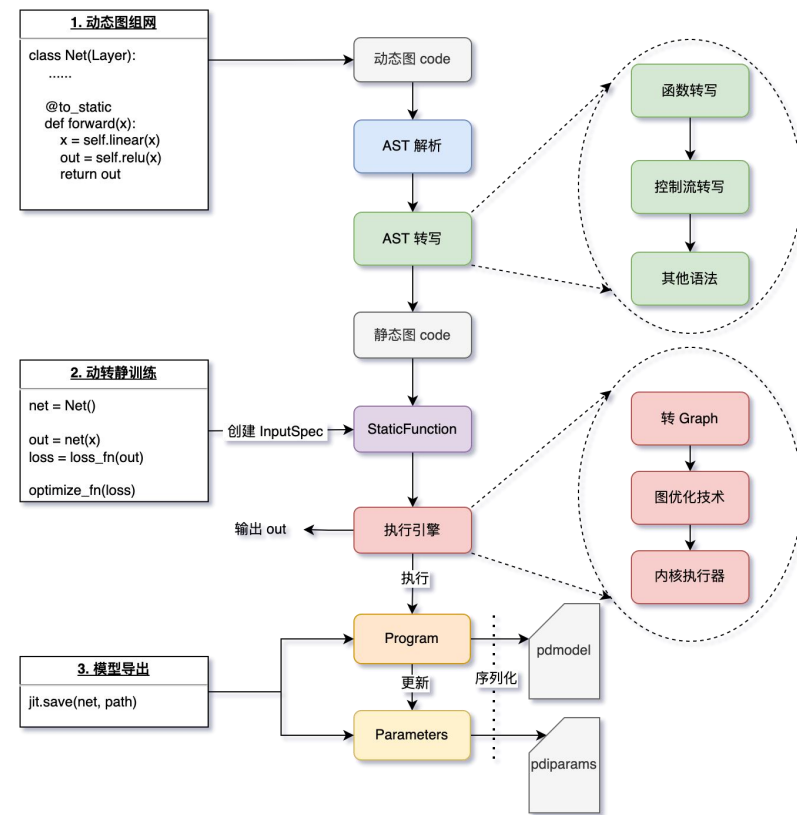 1. 动态图组网
class Net(Layer):
......
@to_static
def forward(x):
x = self.linear(x)
out = self.relu(x)
return out
动态图 code
AST 解析
AST 转写
函数转写
控制流转写
其他语法
静态图 code
2. 动转静训练
net = Net()
out = net(x)
loss = loss_fn(out)
optimize_fn(loss)
创建 InputSpec
StaticFunction
转 Graph
图优化技术
内核执行器
输出 out
执行引擎
执行
Program
序列化
pdmodel
更新
3. 模型导出
jit.save(net, path)
Parameters
pdiparams